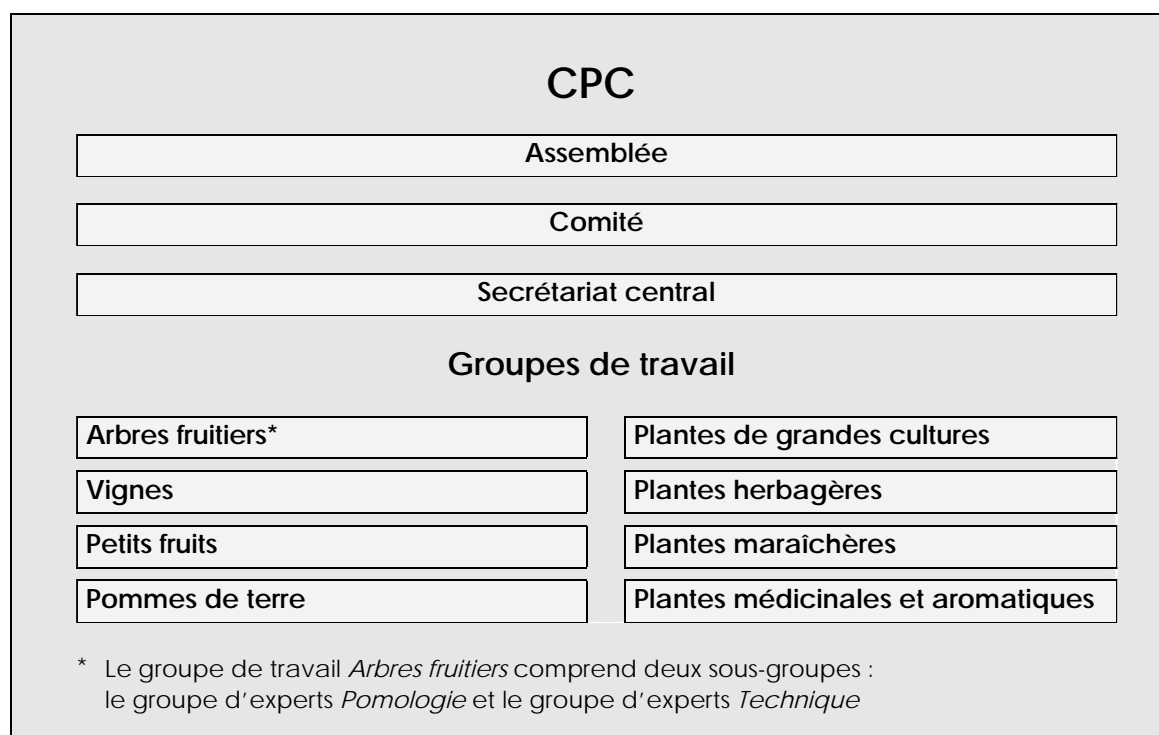 CPC
Assemblée
Comité
Secrétariat central
Groupes de travail
Arbres fruitiers*
Vignes
Petits fruits
Pommes de terre
Plantes de grandes cultures
Plantes herbagères
Plantes maraîchères
Plantes médicinales et aromatiques
* Le groupe de travail Arbres fruitiers comprend deux sous-groupes :
le groupe d'experts Pomologie et le groupe d'experts Technique